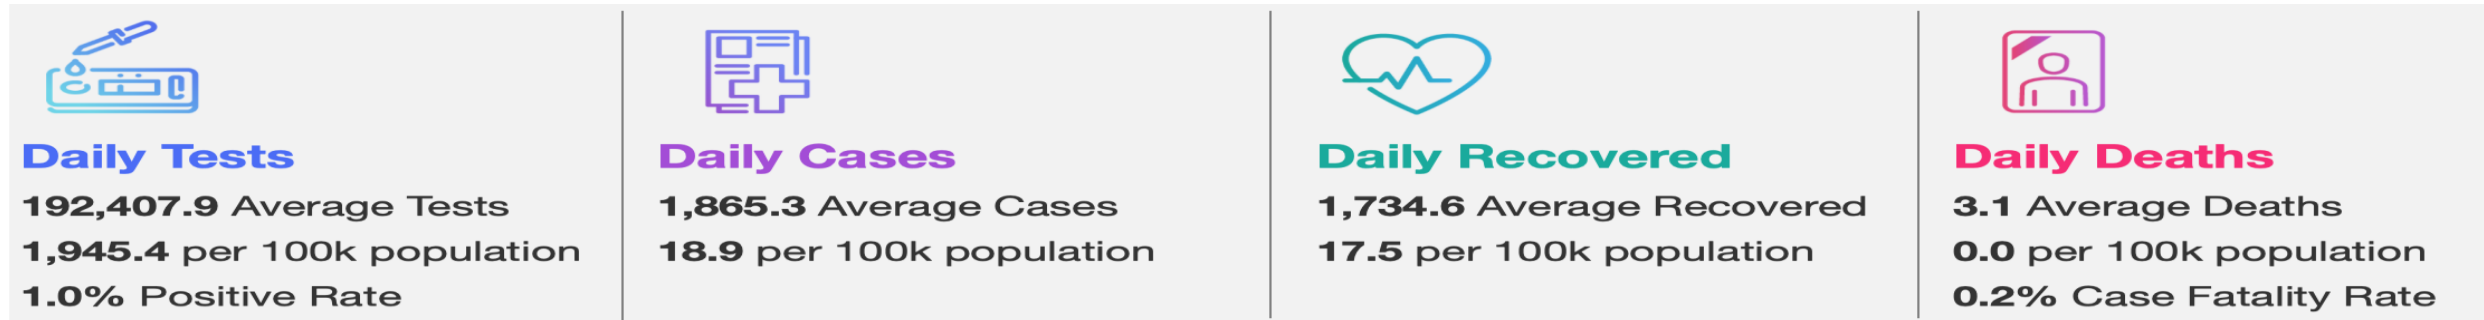 Daily Tests
192,407.9 Average Tests
1,945.4 per 100k population
1.0% Positive Rate
Daily Cases
1,865.3 Average Cases
18.9 per 100k population
Daily Recovered
1,734.6 Average Recovered
17.5 per 100k population
Daily Deaths
3.1 Average Deaths
0.0 per 100k population
0.2% Case Fatality Rate